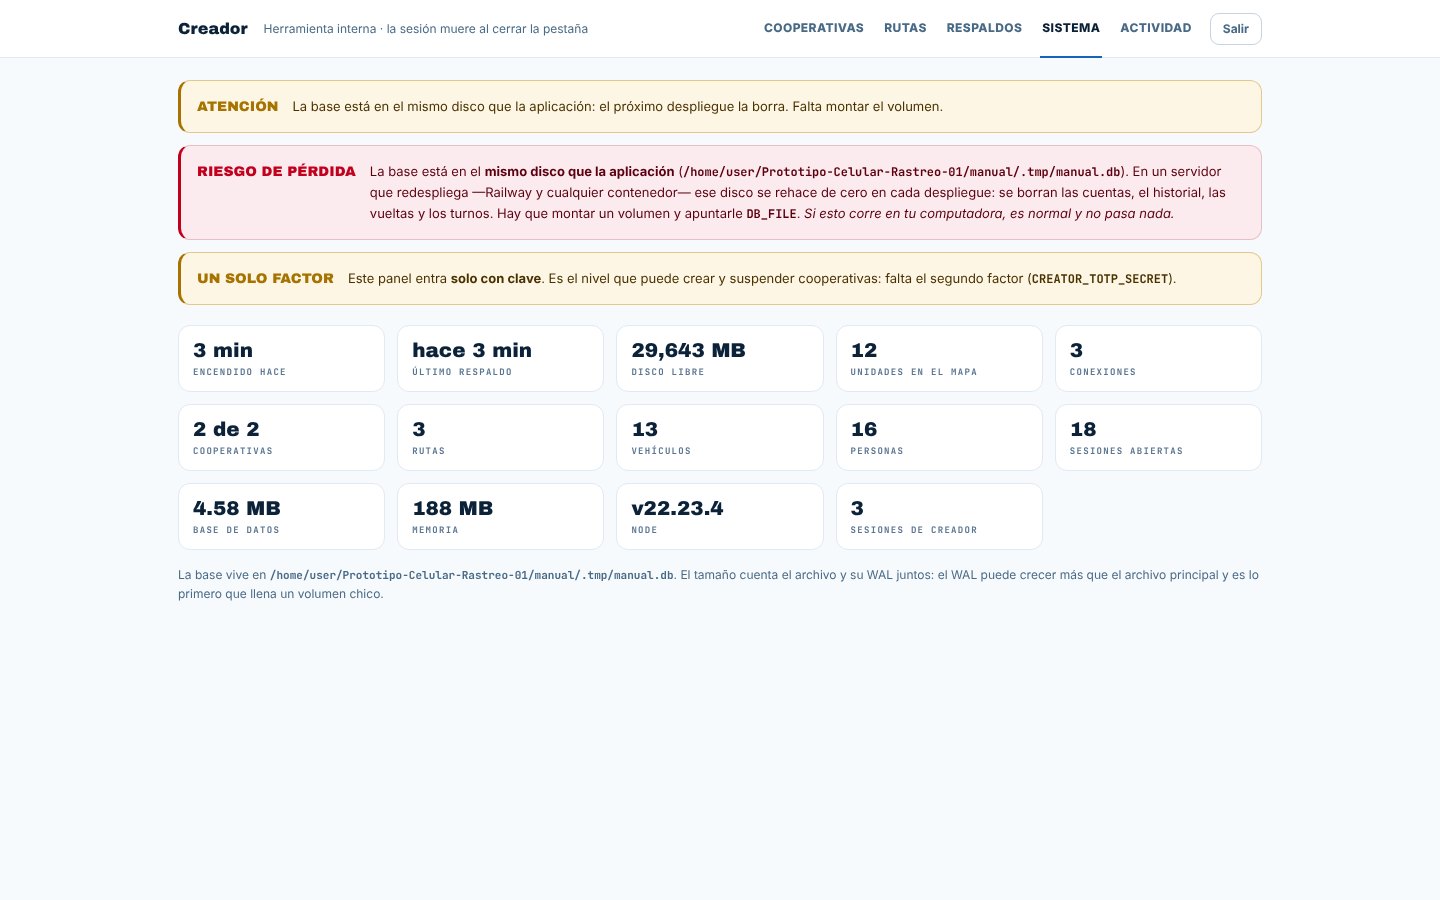 Creador Herramienta interna · la sesión muere al cerrar la pestaña COOPERATIVAS RUTAS RESPALDOS SISTEMA ACTIVIDAD Salir
ATENCIÓN La base está en el mismo disco que la aplicación: el próximo despliegue la borra. Falta montar el volumen.
RIESGO DE PÉRDIDA La base está en el mismo disco que la aplicación (/home/user/Prototipo-Celular-Rastreo-01/manual/.tmp/manual.db). En un servidor
que redespliega —Railway y cualquier contenedor— ese disco se rehace de cero en cada despliegue: se borran las cuentas, el historial, las
vueltas y los turnos. Hay que montar un volumen y apuntarle DB_FILE. Si esto corre en tu computadora, es normal y no pasa nada.
UN SOLO FACTOR Este panel entra solo con clave. Es el nivel que puede crear y suspender cooperativas: falta el segundo factor (CREATOR_TOTP_SECRET).
3 min hace 3 min 29,643 MB 12 3
ENCENDIDO HACE ÚLTIMO RESPALDO DISCO LIBRE UNIDADES EN EL MAPA CONEXIONES
2 de 2 3 13 16 18
COOPERATIVAS RUTAS VEHÍCULOS PERSONAS SESIONES ABIERTAS
4.58 MB 188 MB v22.23.4 3
BASE DE DATOS MEMORIA NODE SESIONES DE CREADOR
La base vive en /home/user/Prototipo-Celular-Rastreo-01/manual/.tmp/manual.db. El tamaño cuenta el archivo y su WAL juntos: el WAL puede crecer más que el archivo principal y es lo
primero que llena un volumen chico.